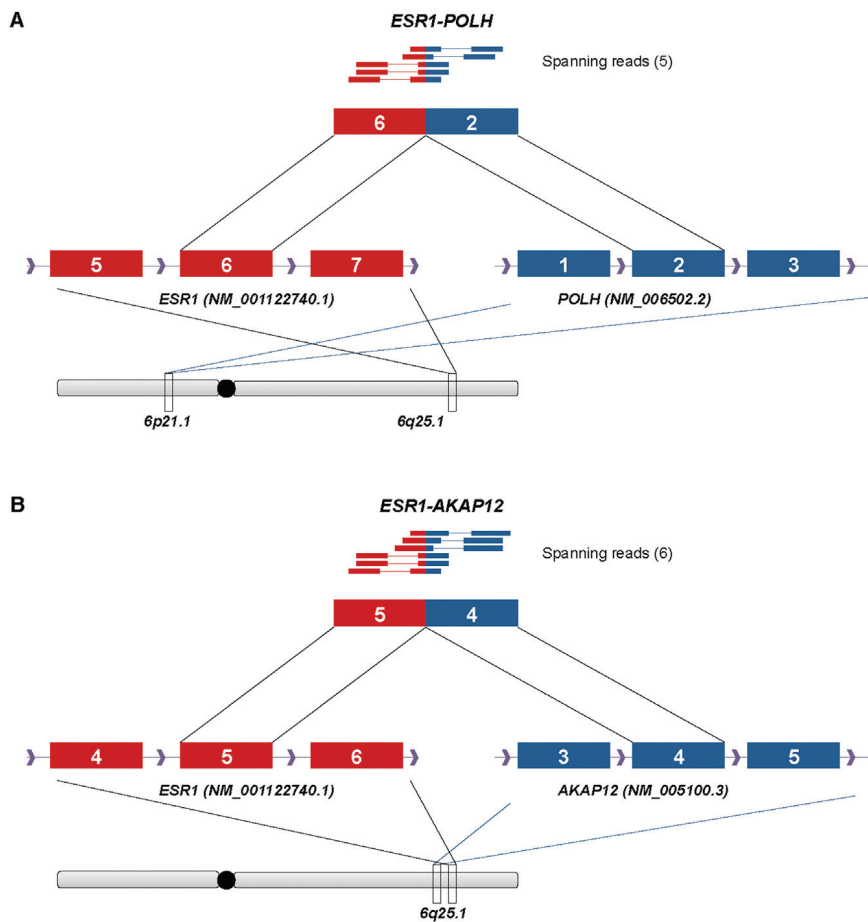 A
ESR1-POLH
Spanning reads (5)
6 2
5 6 7 1 2 3
ESR1 (NM_001122740.1) POLH (NM_006502.2)
6p21.1 6q25.1
B
ESR1-AKAP12
Spanning reads (6)
5 4
4 5 6 3 4 5
ESR1 (NM_001122740.1) AKAP12 (NM_005100.3)
6q25.1